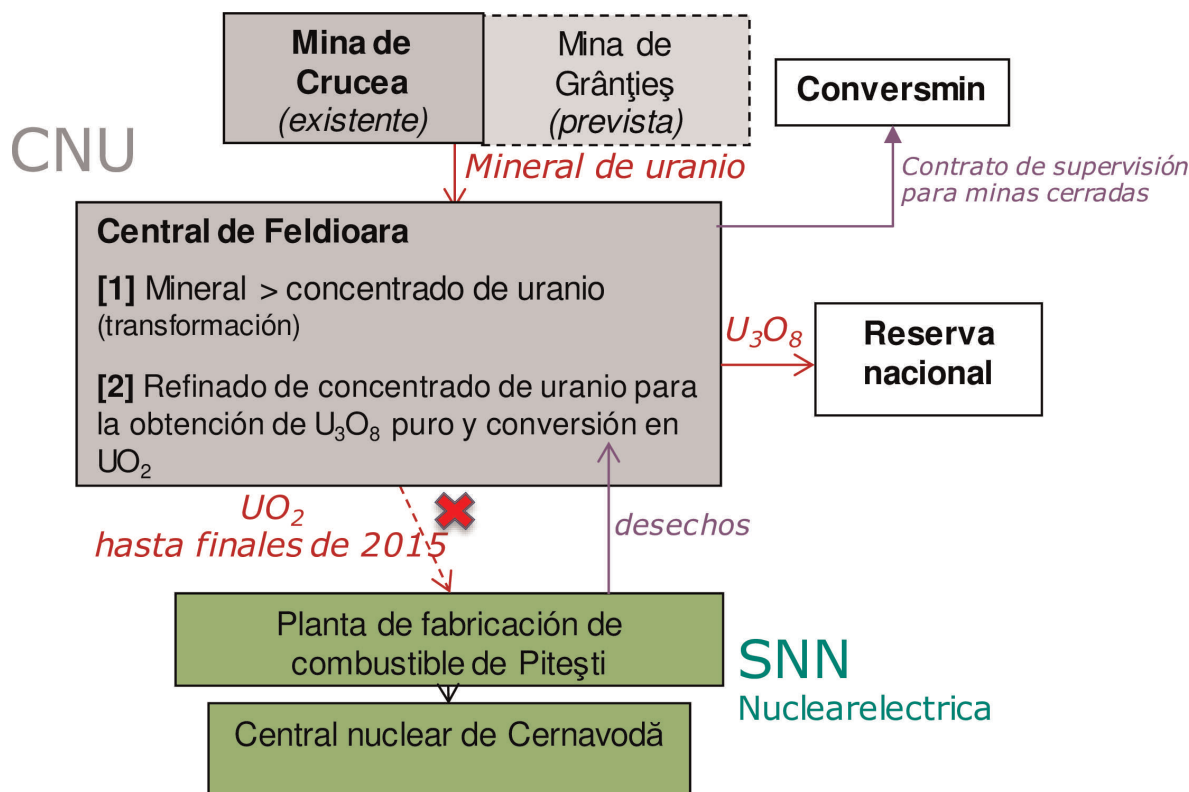 Mina de
Crucea
(existente)
Mina de
Grânţieş
(prevista)
Conversmin
CNU
Mineral de uranio
Contrato de supervisión
para minas cerradas
Central de Feldioara
[1] Mineral > concentrado de uranio
(transformación)
[2] Refinado de concentrado de uranio para
la obtención de U₃O₈ puro y conversión en
UO₂
U₃O₈
Reserva
nacional
UO₂
hasta finales de 2015
desechos
Planta de fabricación de
combustible de Piteşti
SNN
Nuclearelectrica
Central nuclear de Cernavodă